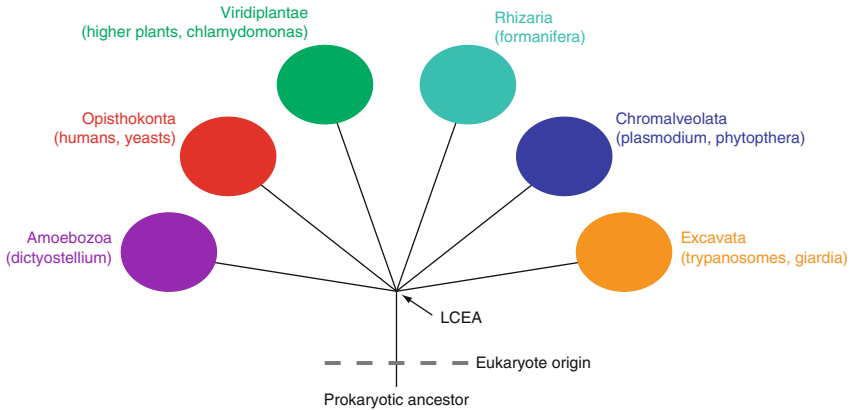 Viridiplantae
(higher plants, chlamydomonas)
Rhizaria
(formanifera)
Opisthokonta
(humans, yeasts)
Chromalveolata
(plasmodium, phytopthera)
Amoebozoa
(dictyostellium)
Excavata
(trypanosomes, giardia)
LCEA
Eukaryote origin
Prokaryotic ancestor